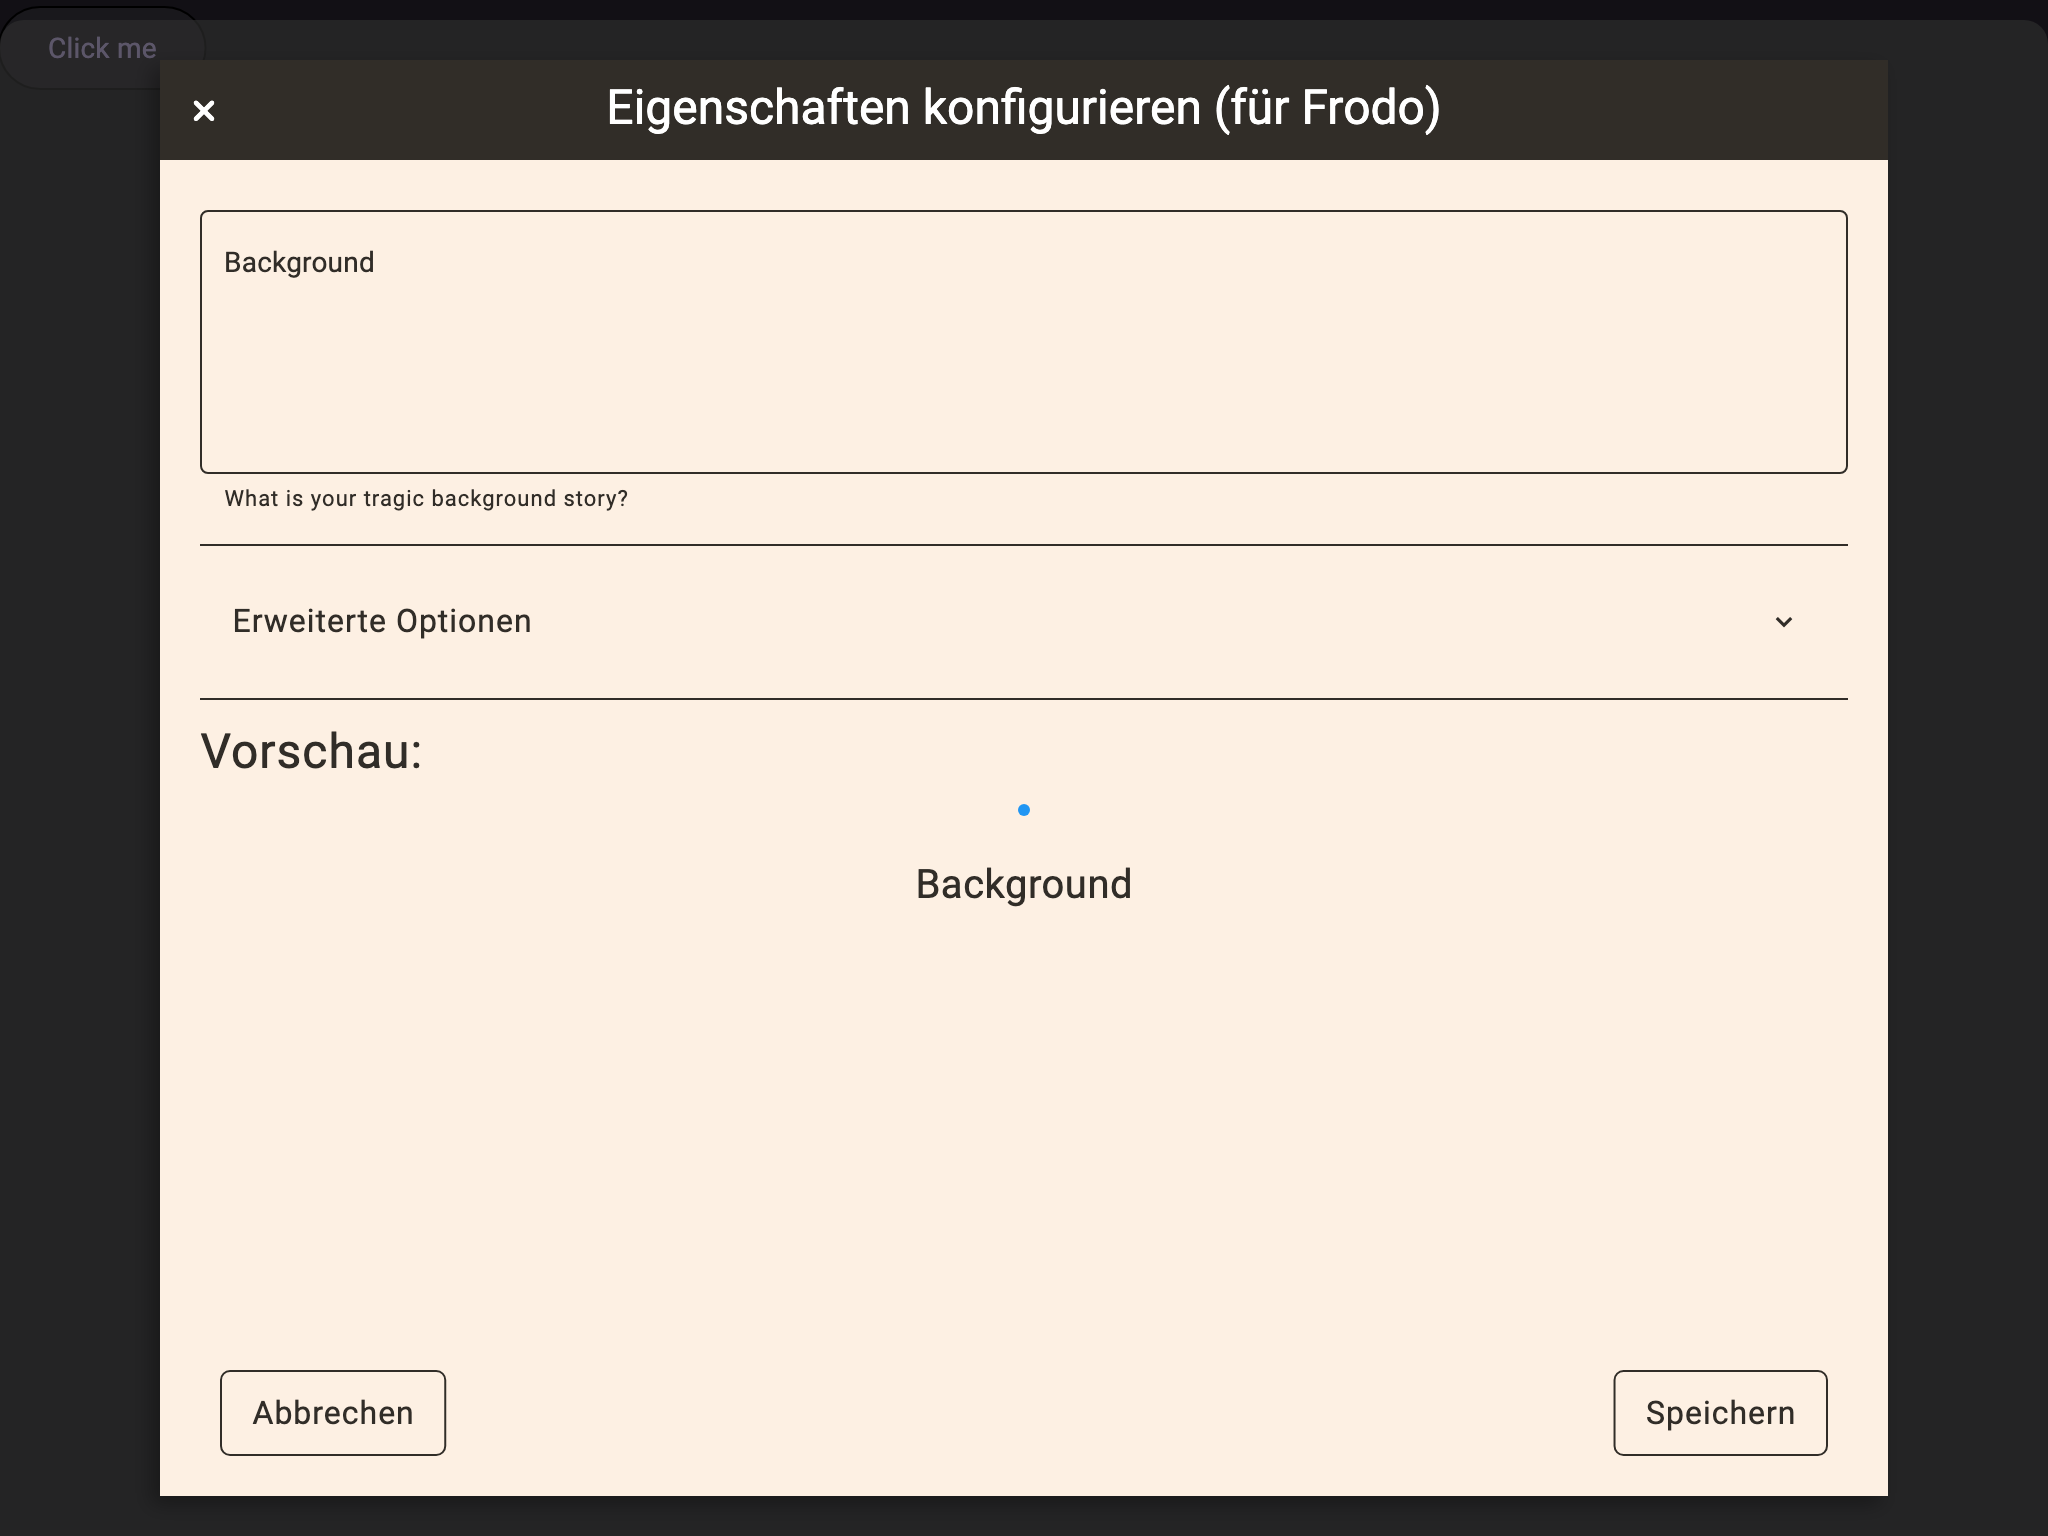 Click me
Eigenschaften konfigurieren (für Frodo)
Background
What is your tragic background story?
Erweiterte Optionen
Vorschau:
Background
Abbrechen
Speichern